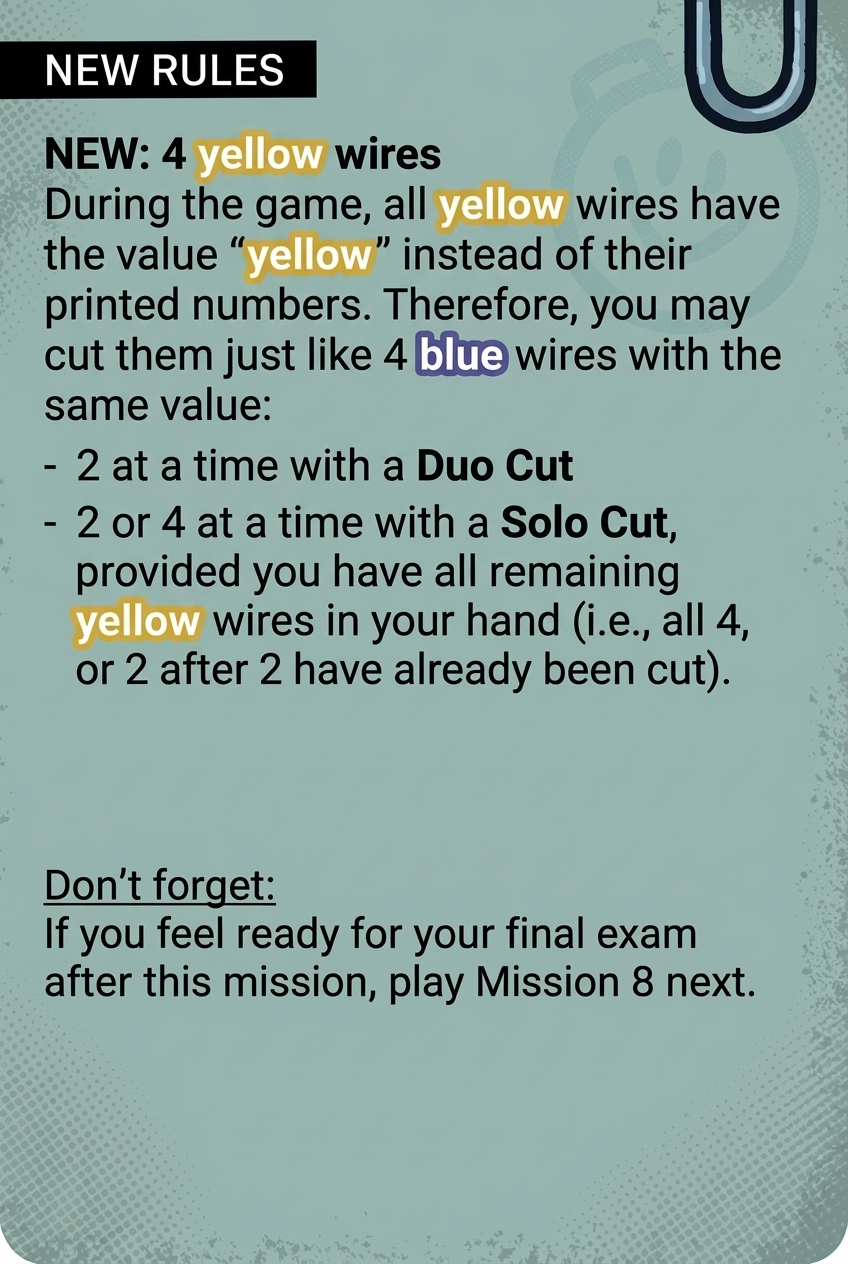 NEW RULES
NEW: 4 yellow wires
During the game, all yellow wires have
the value “yellow” instead of their
printed numbers. Therefore, you may
cut them just like 4 blue wires with the
same value:
- 2 at a time with a Duo Cut
- 2 or 4 at a time with a Solo Cut,
provided you have all remaining
yellow wires in your hand (i.e., all 4,
or 2 after 2 have already been cut).
Don’t forget:
If you feel ready for your final exam
after this mission, play Mission 8 next.